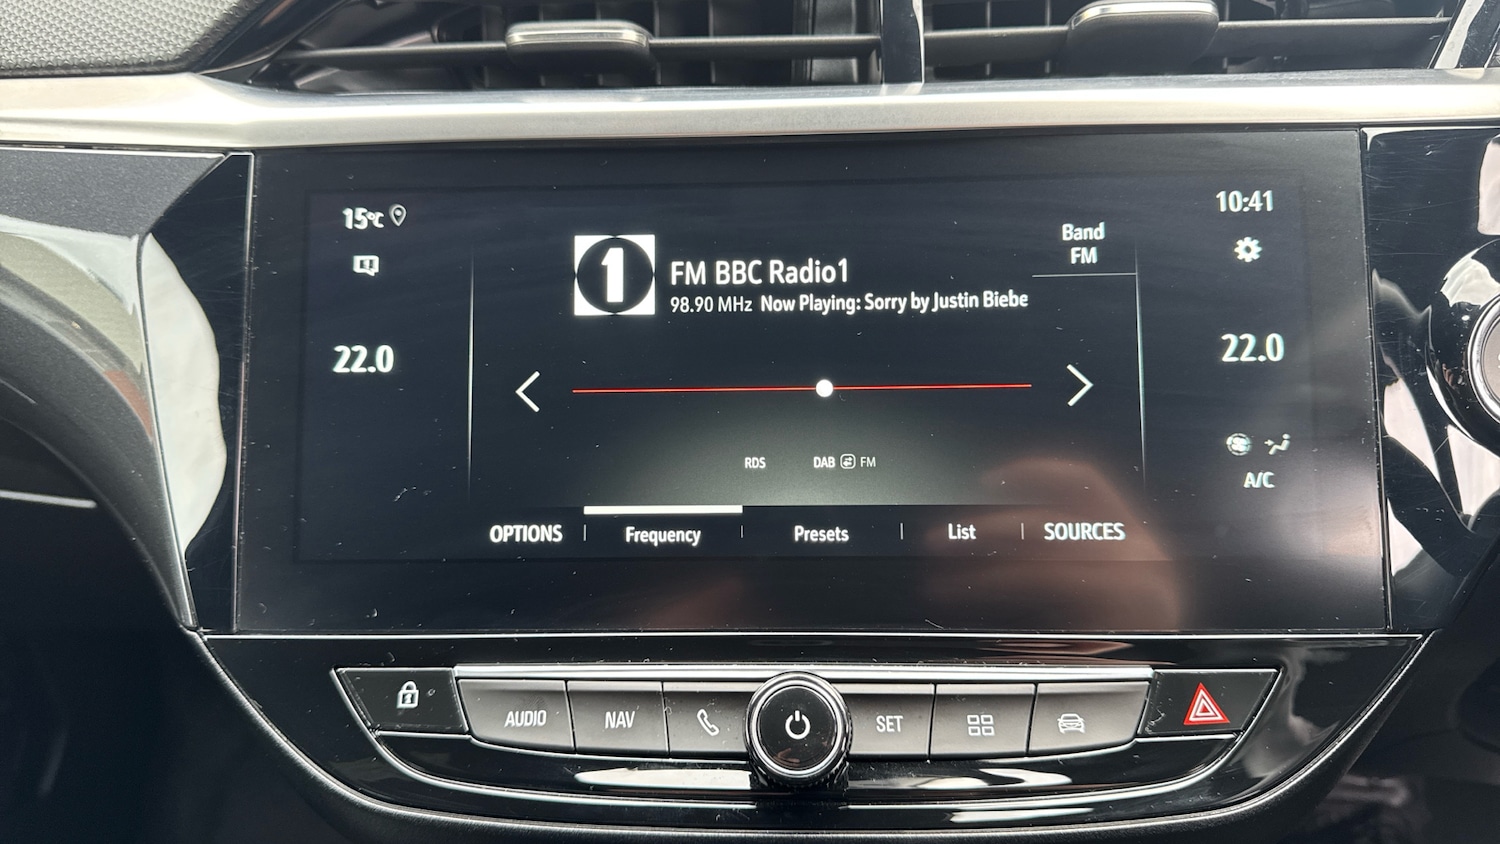 15°C
10:41
1
FM BBC Radio1
98.90 MHz Now Playing: Sorry by Justin Biebe
Band
FM
22.0
22.0
RDS DAB FM
A/C
OPTIONS Frequency Presets List SOURCES
AUDIO NAV SET